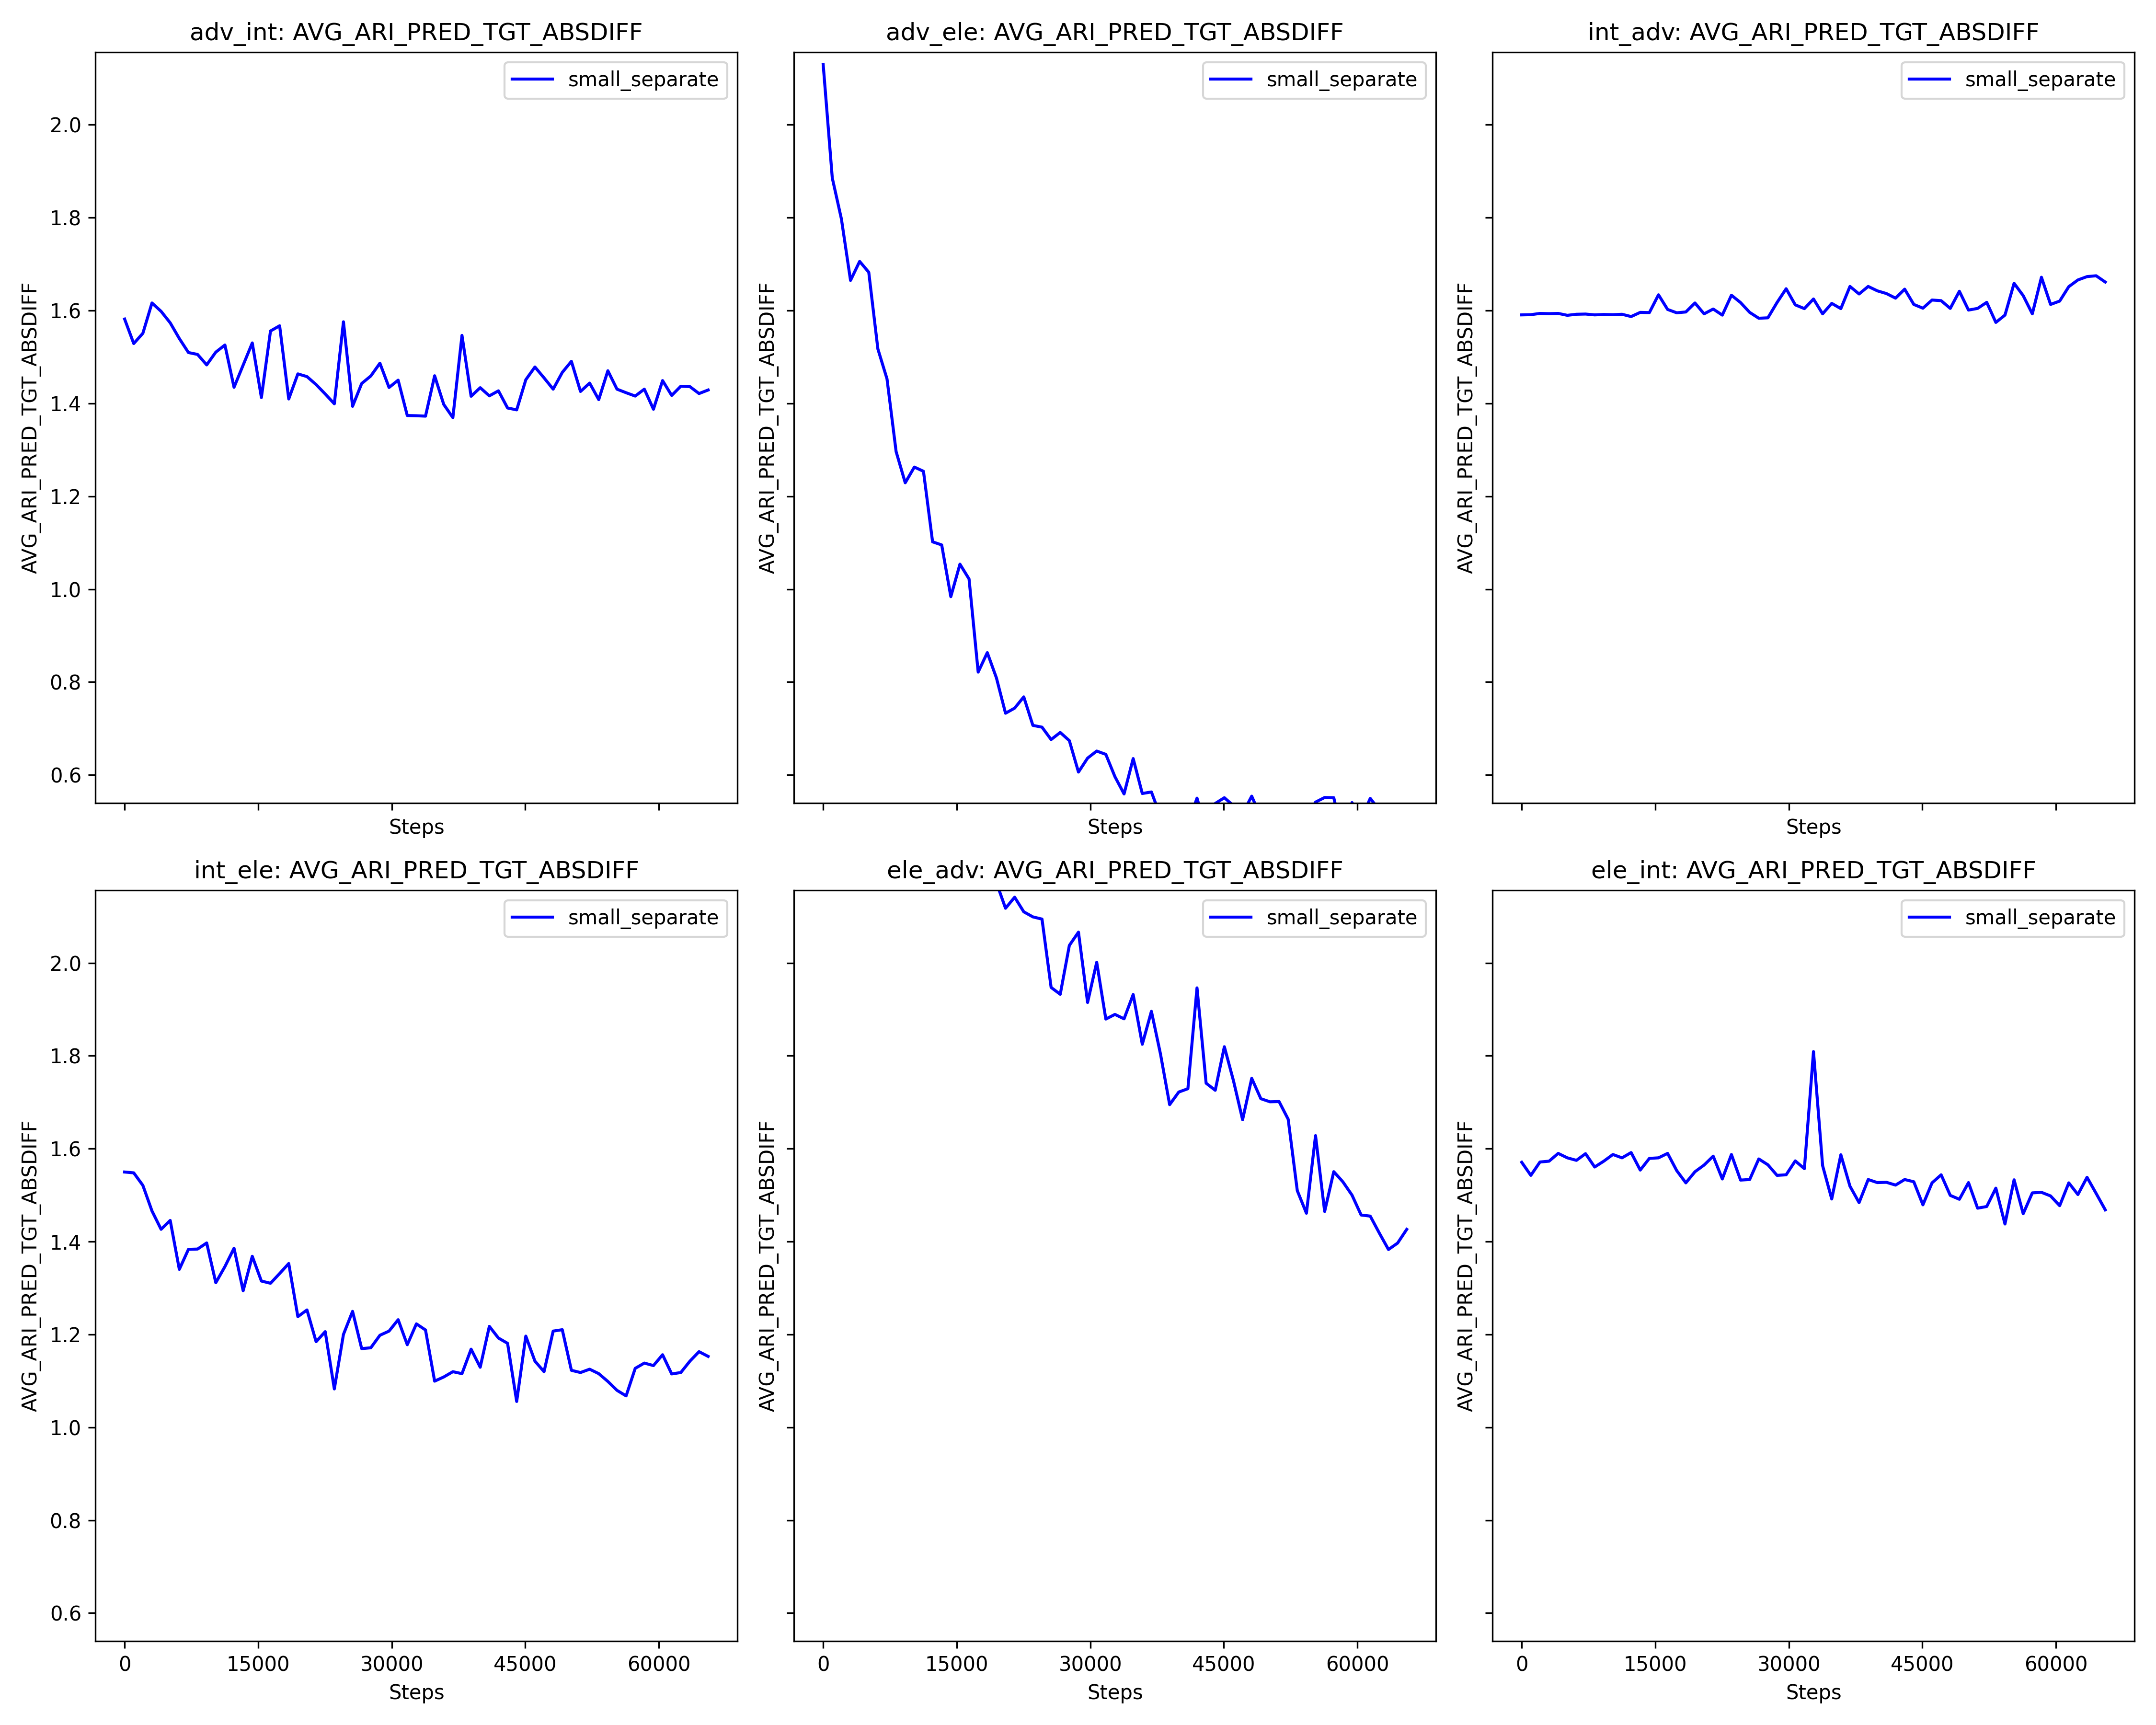 adv_int: AVG_ARI_PRED_TGT_ABSDIFF
adv_ele: AVG_ARI_PRED_TGT_ABSDIFF
int_adv: AVG_ARI_PRED_TGT_ABSDIFF
small_separate
small_separate
small_separate
AVG_ARI_PRED_TGT_ABSDIFF
2.0
1.8
1.6
1.4
1.2
1.0
0.8
0.6
AVG_ARI_PRED_TGT_ABSDIFF
AVG_ARI_PRED_TGT_ABSDIFF
Steps
Steps
Steps
int_ele: AVG_ARI_PRED_TGT_ABSDIFF
ele_adv: AVG_ARI_PRED_TGT_ABSDIFF
ele_int: AVG_ARI_PRED_TGT_ABSDIFF
small_separate
small_separate
small_separate
AVG_ARI_PRED_TGT_ABSDIFF
2.0
1.8
1.6
1.4
1.2
1.0
0.8
0.6
AVG_ARI_PRED_TGT_ABSDIFF
AVG_ARI_PRED_TGT_ABSDIFF
0 15000 30000 45000 60000
0 15000 30000 45000 60000
0 15000 30000 45000 60000
Steps
Steps
Steps